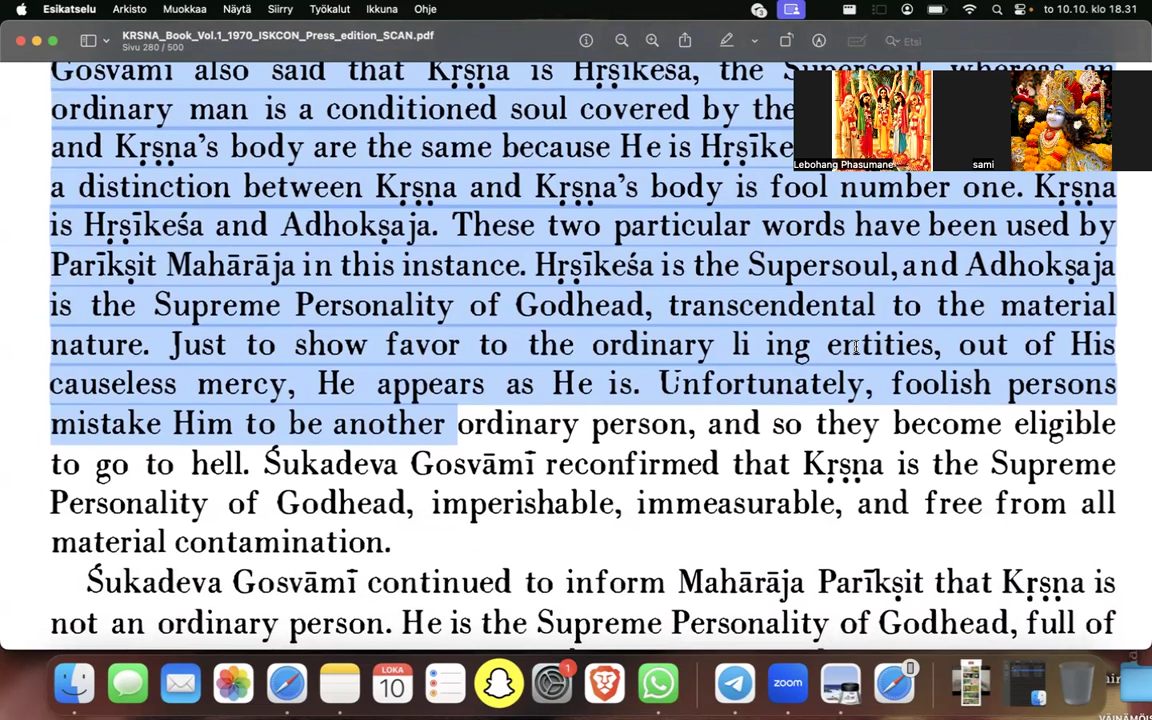 Esikatselu Tiedosto Muokkaa Näytä Siirry Työkalut Ikkuna Ohje
to 10.10. klo 18.31
KRSNA_Book_Vol.1_1970_ISKCON_Press_edition_SCAN.pdf
Sivu 280 / 500
Etsi
Gosvāmī also said that Kṛṣṇa is Hṛṣīkeśa, the Supersoul, whereas an
ordinary man is a conditioned soul covered by the
and Kṛṣṇa's body are the same because He is Hṛṣīke
a distinction between Kṛṣṇa and Kṛṣṇa's body is fool number one. Kṛṣṇa
is Hṛṣīkeśa and Adhokṣaja. These two particular words have been used by
Parīkṣit Mahārāja in this instance. Hṛṣīkeśa is the Supersoul, and Adhokṣaja
is the Supreme Personality of Godhead, transcendental to the material
nature. Just to show favor to the ordinary li ing entities, out of His
causeless mercy, He appears as He is. Unfortunately, foolish persons
mistake Him to be another ordinary person, and so they become eligible
to go to hell. Śukadeva Gosvāmī reconfirmed that Kṛṣṇa is the Supreme
Personality of Godhead, imperishable, immeasurable, and free from all
material contamination.
Śukadeva Gosvāmī continued to inform Mahārāja Parīkṣit that Kṛṣṇa is
not an ordinary person. He is the Supreme Personality of Godhead, full of
Lebohang Phasumane
sami
LOKA
10
1
zoom
VÄINÄMÖIS